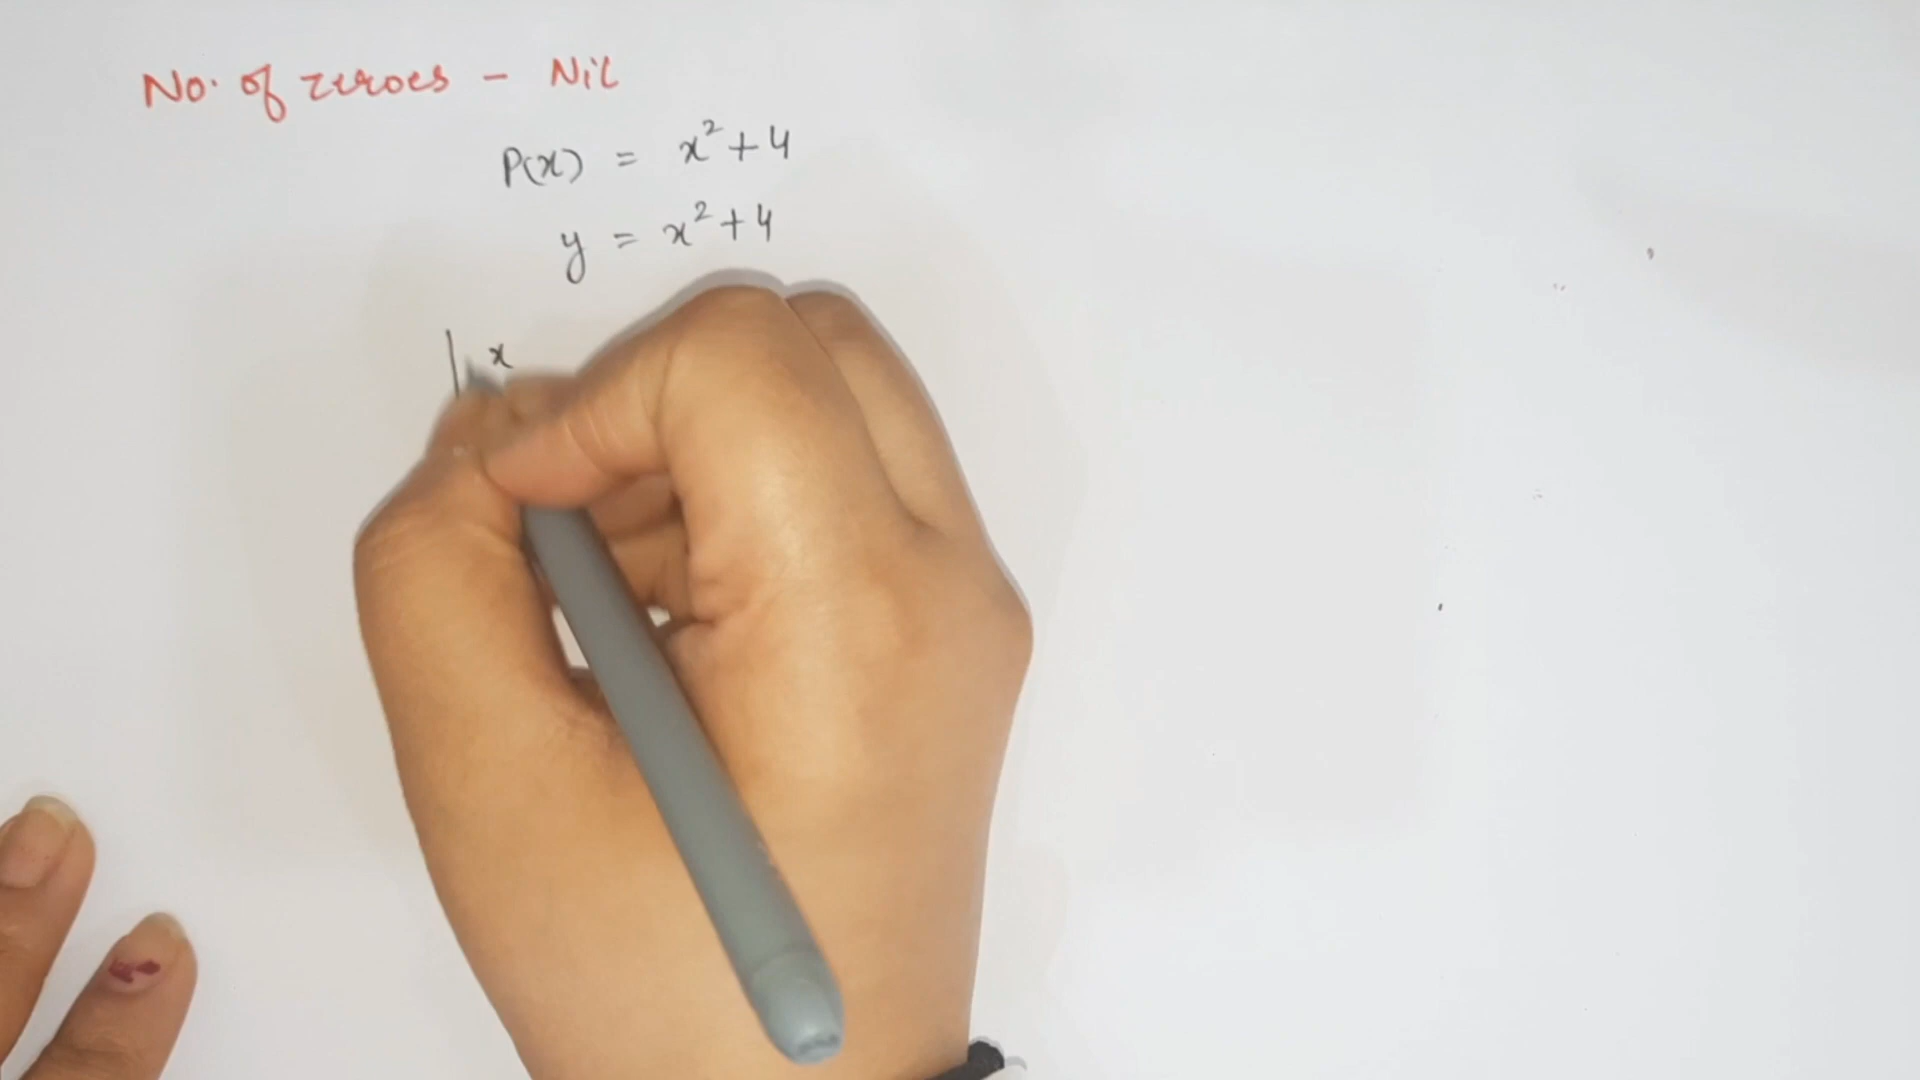 No. of zeroes - Nil
P(x) = x² + 4
y = x² + 4
x